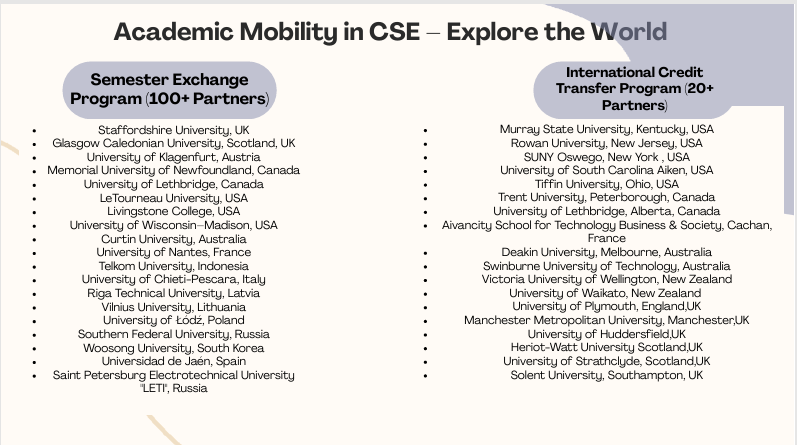 Academic Mobility in CSE – Explore the World
Semester Exchange
Program (100+ Partners)
Staffordshire University, UK
Glasgow Caledonian University, Scotland, UK
University of Klagenfurt, Austria
Memorial University of Newfoundland, Canada
University of Lethbridge, Canada
LeTourneau University, USA
Livingstone College, USA
University of Wisconsin–Madison, USA
Curtin University, Australia
University of Nantes, France
Telkom University, Indonesia
University of Chieti-Pescara, Italy
Riga Technical University, Latvia
Vilnius University, Lithuania
University of Łódź, Poland
Southern Federal University, Russia
Woosong University, South Korea
Universidad de Jaén, Spain
Saint Petersburg Electrotechnical University
"LETI", Russia
International Credit
Transfer Program (20+
Partners)
Murray State University, Kentucky, USA
Rowan University, New Jersey, USA
SUNY Oswego, New York , USA
University of South Carolina Aiken, USA
Tiffin University, Ohio, USA
Trent University, Peterborough, Canada
University of Lethbridge, Alberta, Canada
Aivancity School for Technology Business & Society, Cachan,
France
Deakin University, Melbourne, Australia
Swinburne University of Technology, Australia
Victoria University of Wellington, New Zealand
University of Waikato, New Zealand
University of Plymouth, England,UK
Manchester Metropolitan University, Manchester,UK
University of Huddersfield,UK
Heriot-Watt University Scotland,UK
University of Strathclyde, Scotland,UK
Solent University, Southampton, UK